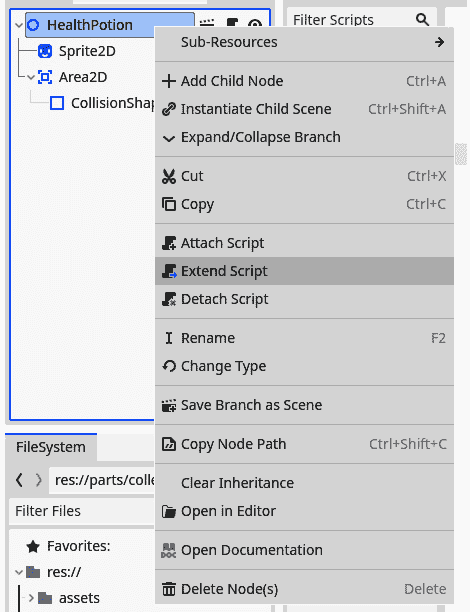 HealthPotion
Sprite2D
Area2D
CollisionShap
Filter Scripts
Sub-Resources
Add Child Node Ctrl+A
Instantiate Child Scene Ctrl+Shift+A
Expand/Collapse Branch
Cut Ctrl+X
Copy Ctrl+C
Attach Script
Extend Script
Detach Script
Rename F2
Change Type
Save Branch as Scene
Copy Node Path Ctrl+Shift+C
Clear Inheritance
Open in Editor
Open Documentation
Delete Node(s) Delete
FileSystem
res://parts/colle
Filter Files
Favorites:
res://
assets